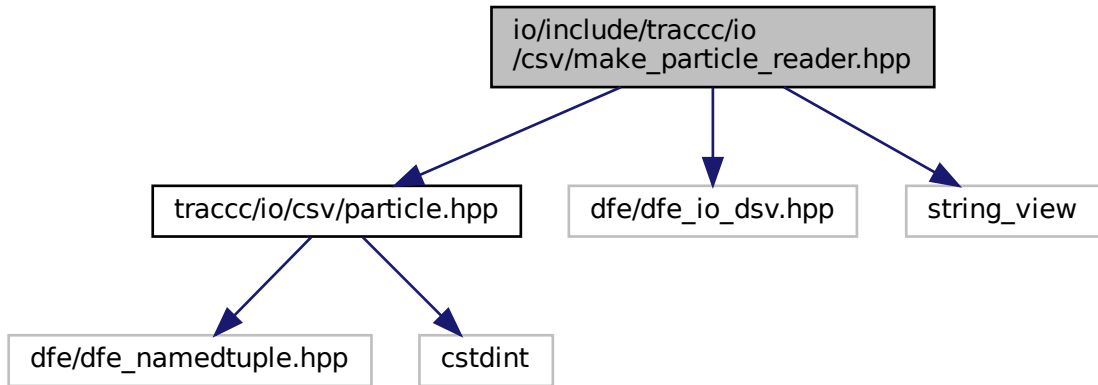 io/include/traccc/io
/csv/make_particle_reader.hpp
traccc/io/csv/particle.hpp
dfe/dfe_io_dsv.hpp
string_view
dfe/dfe_namedtuple.hpp
cstdint